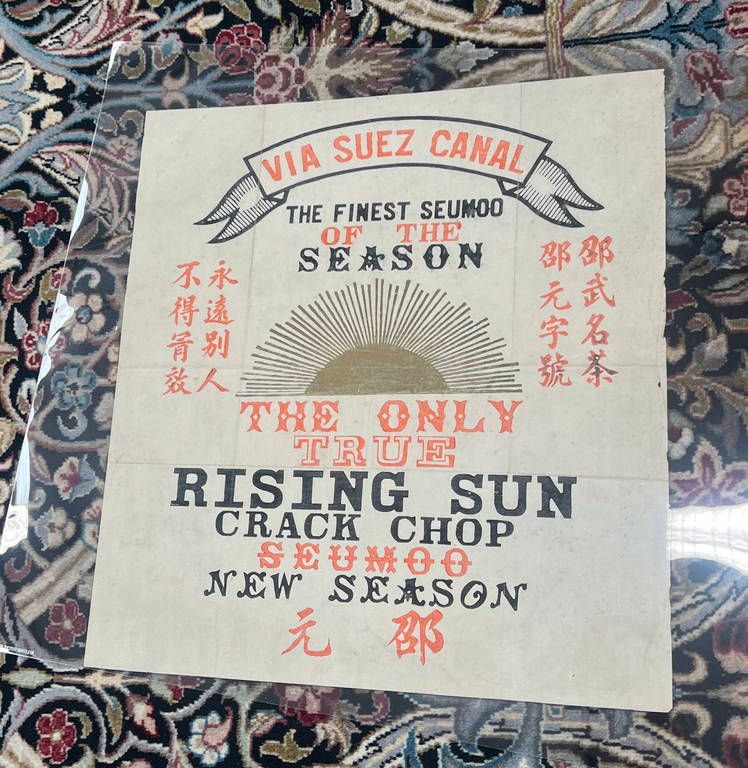 VIA SUEZ CANAL
THE FINEST SEUMOO
OF THE
SEASON
邵武名茶
邵元字號
永遠別人
不得冐效
THE ONLY
TRUE
RISING SUN
CRACK CHOP
SEUMOO
NEW SEASON
邵元